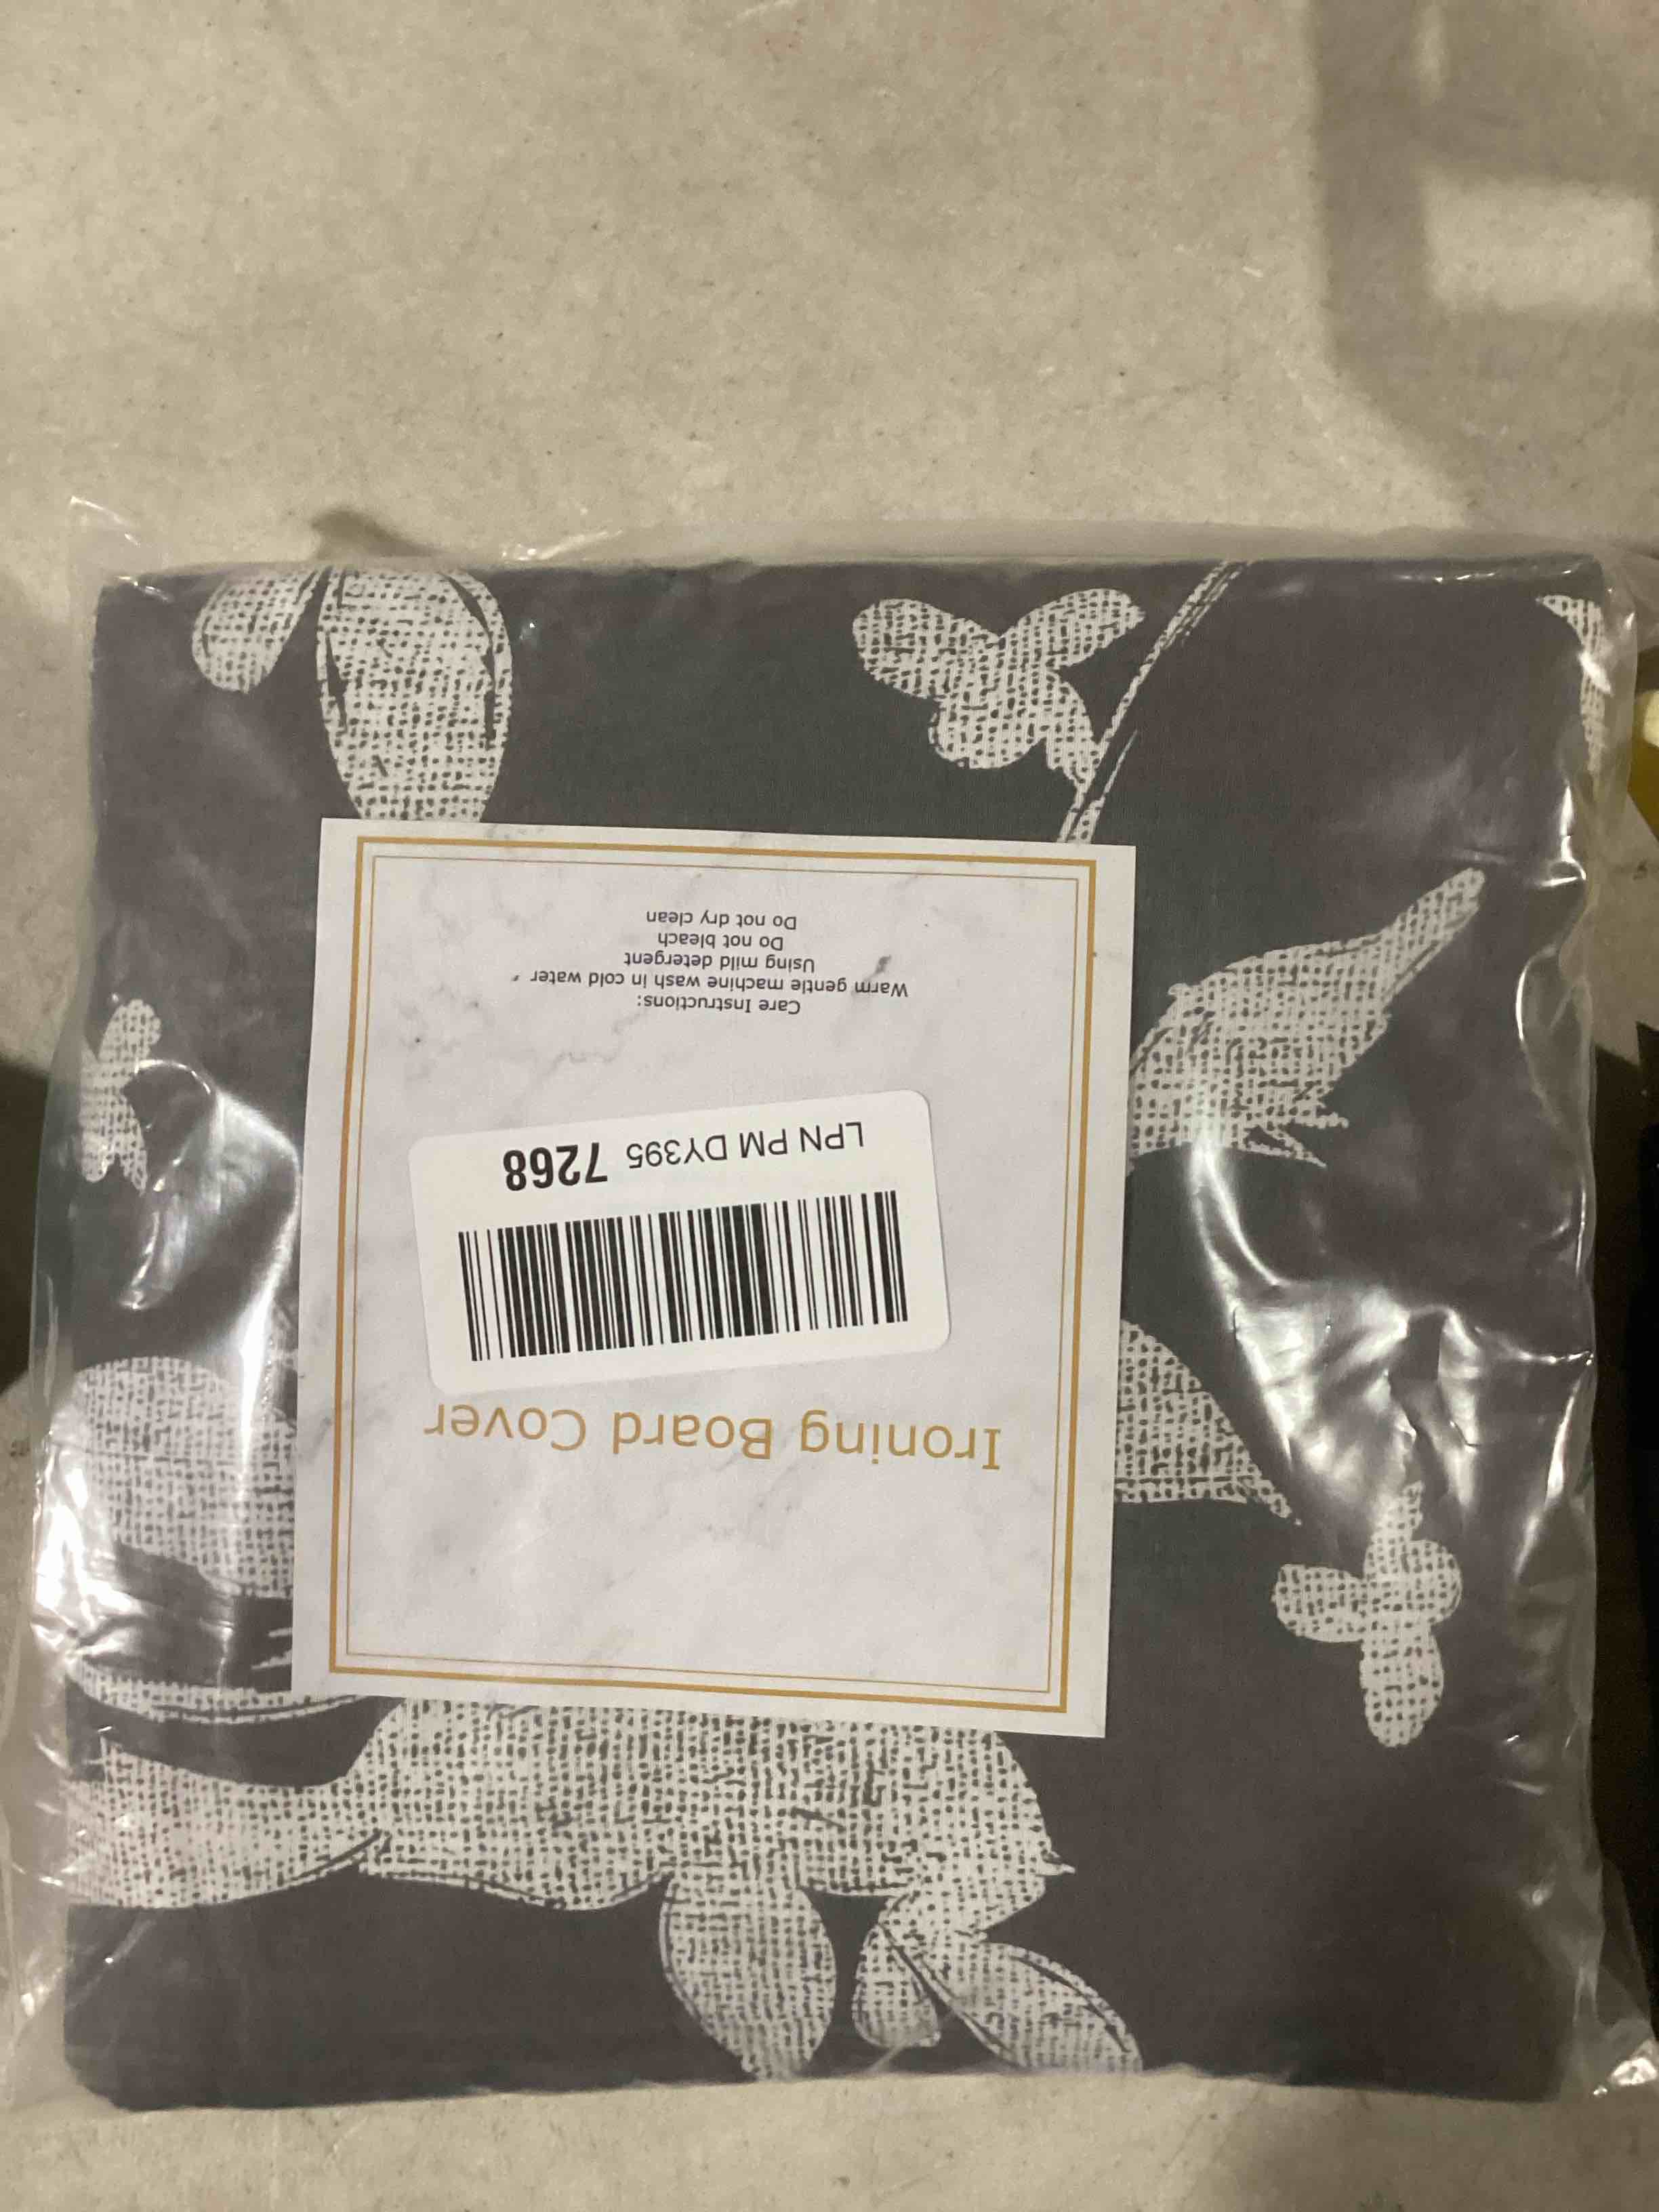 Ironing Board Cover
LPN PM DY395 7268
Care Instructions:
Warm gentle machine wash in cold water *
Using mild detergent
Do not bleach
Do not dry clean